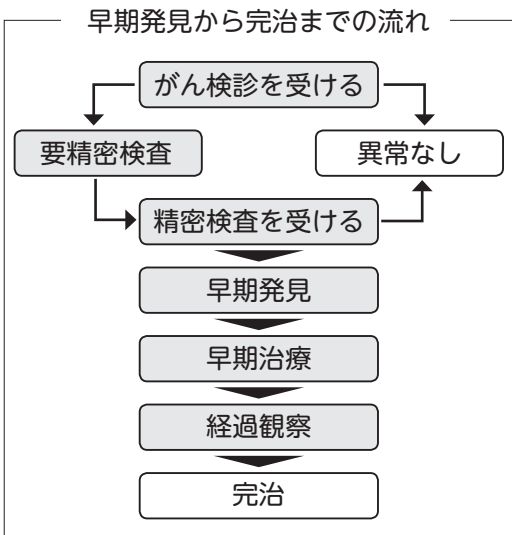 早期発見から完治までの流れ
がん検診を受ける
要精密検査
異常なし
精密検査を受ける
早期発見
早期治療
経過観察
完治